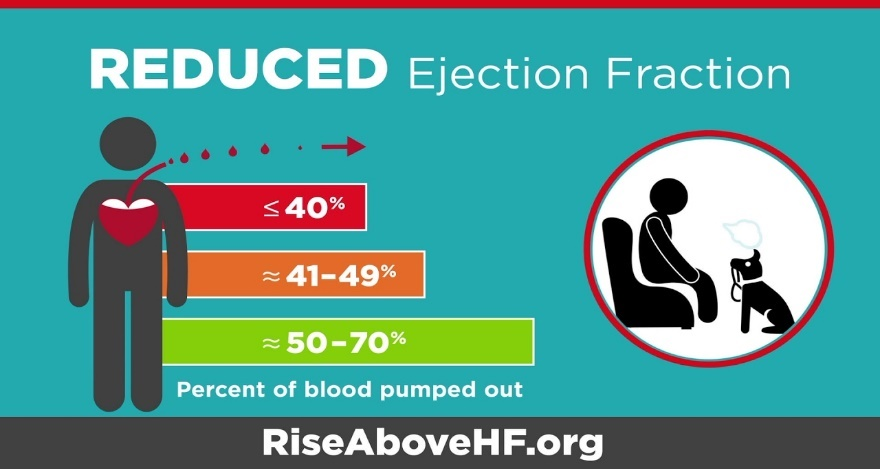 REDUCED Ejection Fraction
≤ 40%
≈ 41–49%
≈ 50–70%
Percent of blood pumped out
RiseAboveHF.org